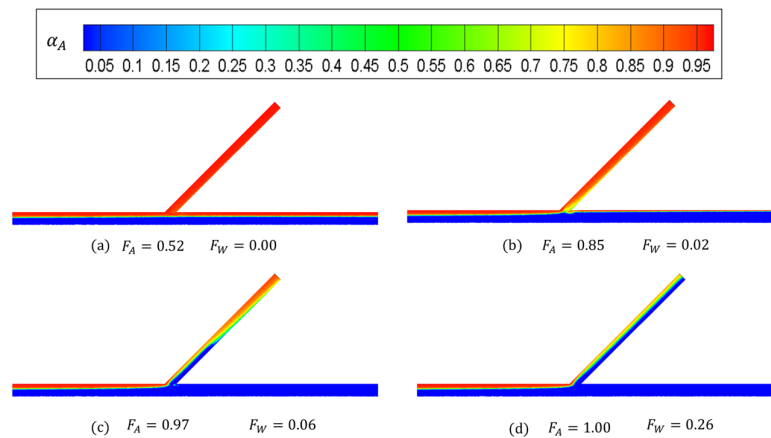 α_A
0.05 0.1 0.15 0.2 0.25 0.3 0.35 0.4 0.45 0.5 0.55 0.6 0.65 0.7 0.75 0.8 0.85 0.9 0.95
(a) F_A = 0.52 F_W = 0.00
(b) F_A = 0.85 F_W = 0.02
(c) F_A = 0.97 F_W = 0.06
(d) F_A = 1.00 F_W = 0.26